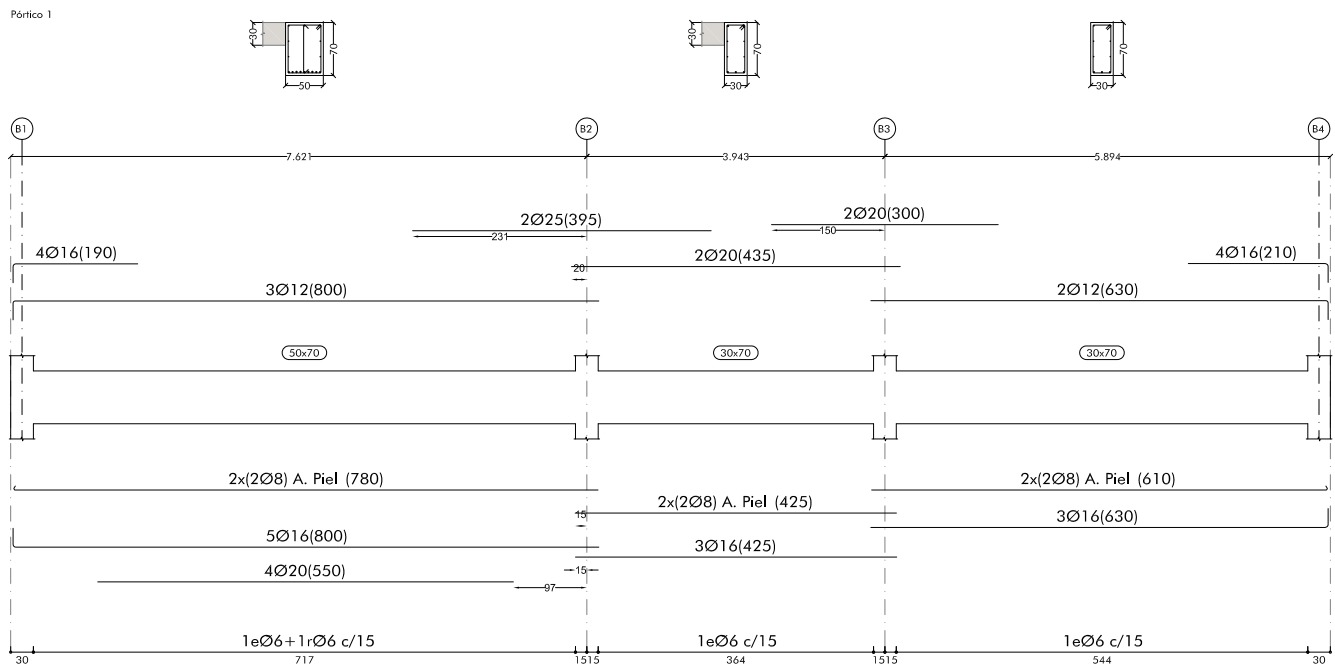 Pórtico 1
30
70
50
30
70
30
70
30
B1
B2
B3
B4
7.621
3.943
5.894
2Ø25(395)
231
2Ø20(300)
150
4Ø16(190)
2Ø20(435)
20
4Ø16(210)
3Ø12(800)
2Ø12(630)
50x70
30x70
30x70
2x(2Ø8) A. Piel (780)
2x(2Ø8) A. Piel (610)
2x(2Ø8) A. Piel (425)
15
3Ø16(630)
5Ø16(800)
3Ø16(425)
4Ø20(550)
15
97
1eØ6+1rØ6 c/15
1eØ6 c/15
1eØ6 c/15
30
717
1515
364
1515
544
30